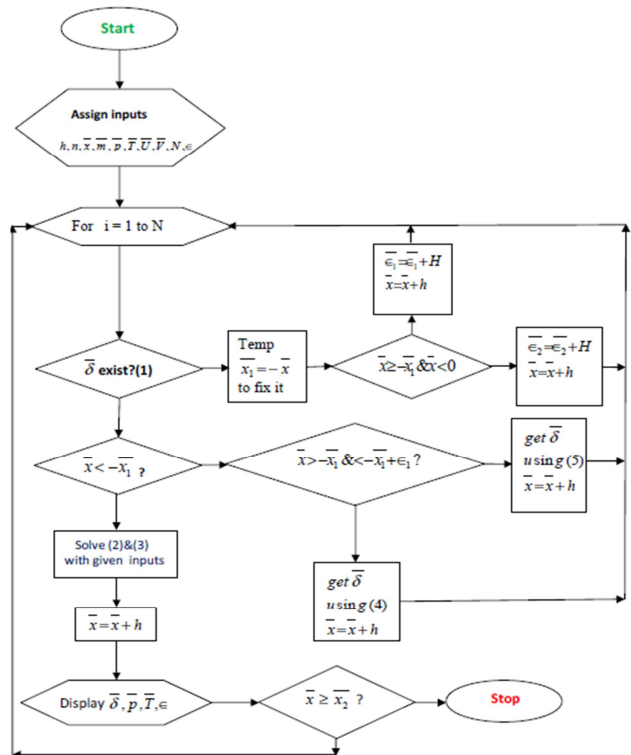 Start
Assign inputs
h, n, x̄, m̄, p̄, T̄, Ū, V̄, N, ∈
For i = 1 to N
∈̄₁=∈̄₁+H
x̄=x̄+h
δ̄ exist?(1)
Temp
x̄₁=−x̄
to fix it
x̄≥−x̄₁&x̄<0
∈̄₂=∈̄₂+H
x̄=x̄+h
x̄<−x̄₁ ?
x̄>−x̄₁&<−x̄₁+∈₁?
get δ̄
using(5)
x̄=x̄+h
Solve (2)&(3)
with given inputs
get δ̄
using(4)
x̄=x̄+h
x̄=x̄+h
Display δ̄, p̄, T̄, ∈
x̄ ≥ x̄₂ ?
Stop